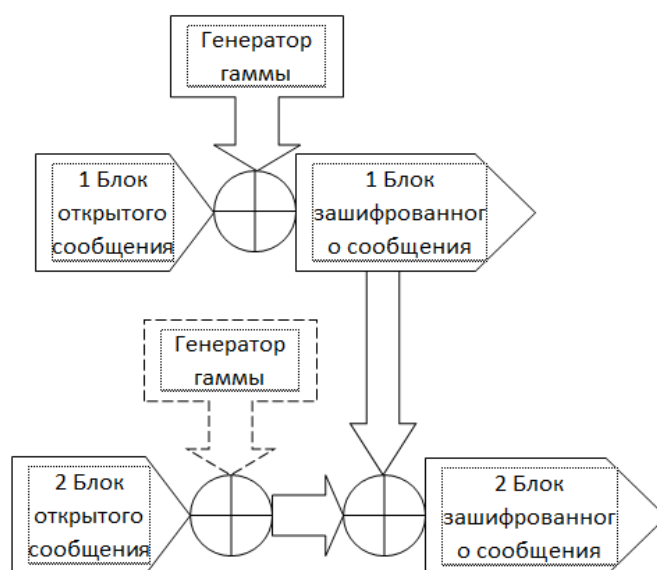 Генератор
гаммы
1 Блок
открытого
сообщения
1 Блок
зашифрованног
о сообщения
Генератор
гаммы
2 Блок
открытого
сообщения
2 Блок
зашифрованног
о сообщения